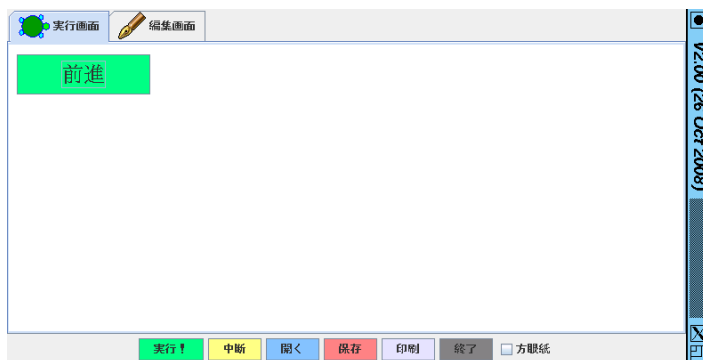 実行画面
編集画面
前進
実行！
中断
開く
保存
印刷
終了
方眼紙
V2.00 (26 Oct 2008)